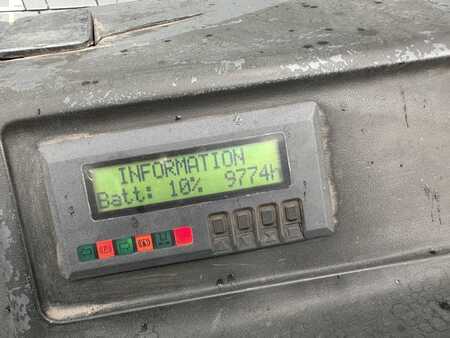 INFORMATION
Batt: 10% 9774h